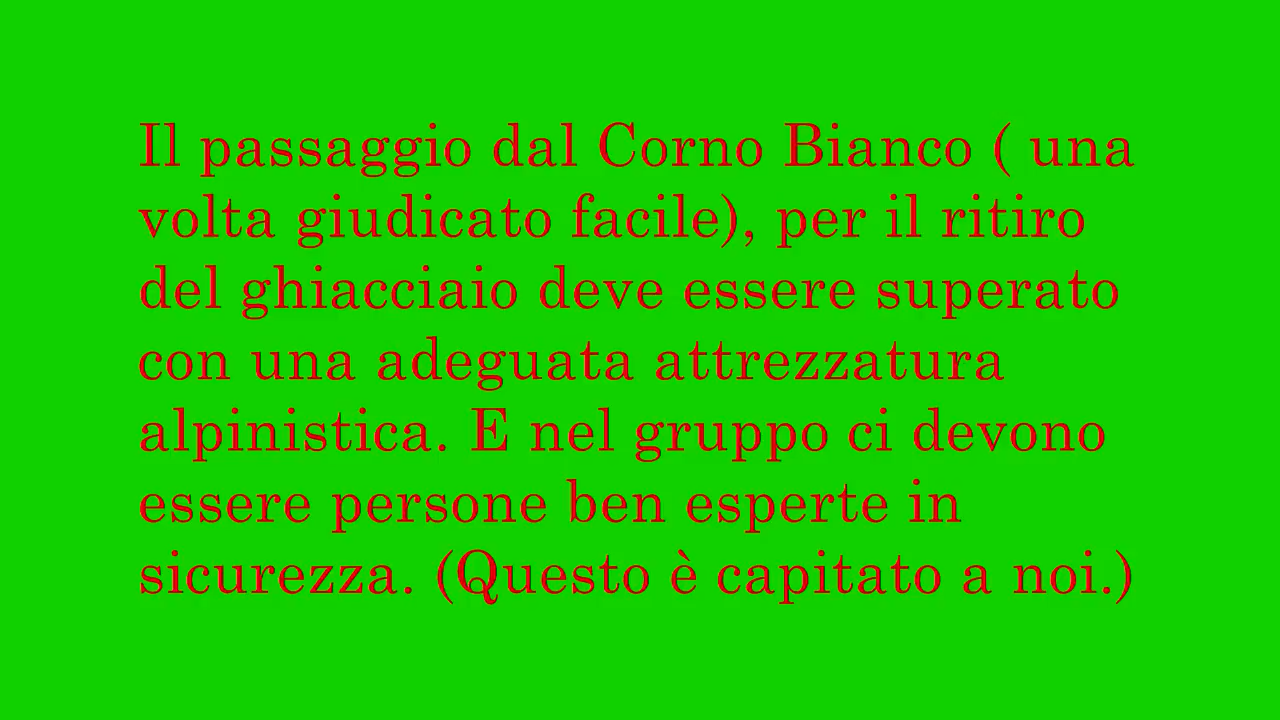 Il passaggio dal Corno Bianco ( una
volta giudicato facile), per il ritiro
del ghiacciaio deve essere superato
con una adeguata attrezzatura
alpinistica. E nel gruppo ci devono
essere persone ben esperte in
sicurezza. (Questo è capitato a noi.)